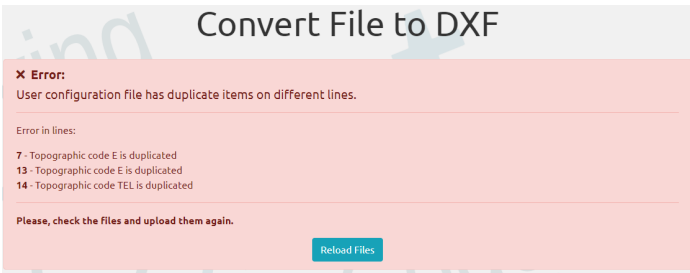 Convert File to DXF
× Error:
User configuration file has duplicate items on different lines.
Error in lines:
7 - Topographic code E is duplicated
13 - Topographic code E is duplicated
14 - Topographic code TEL is duplicated
Please, check the files and upload them again.
Reload Files